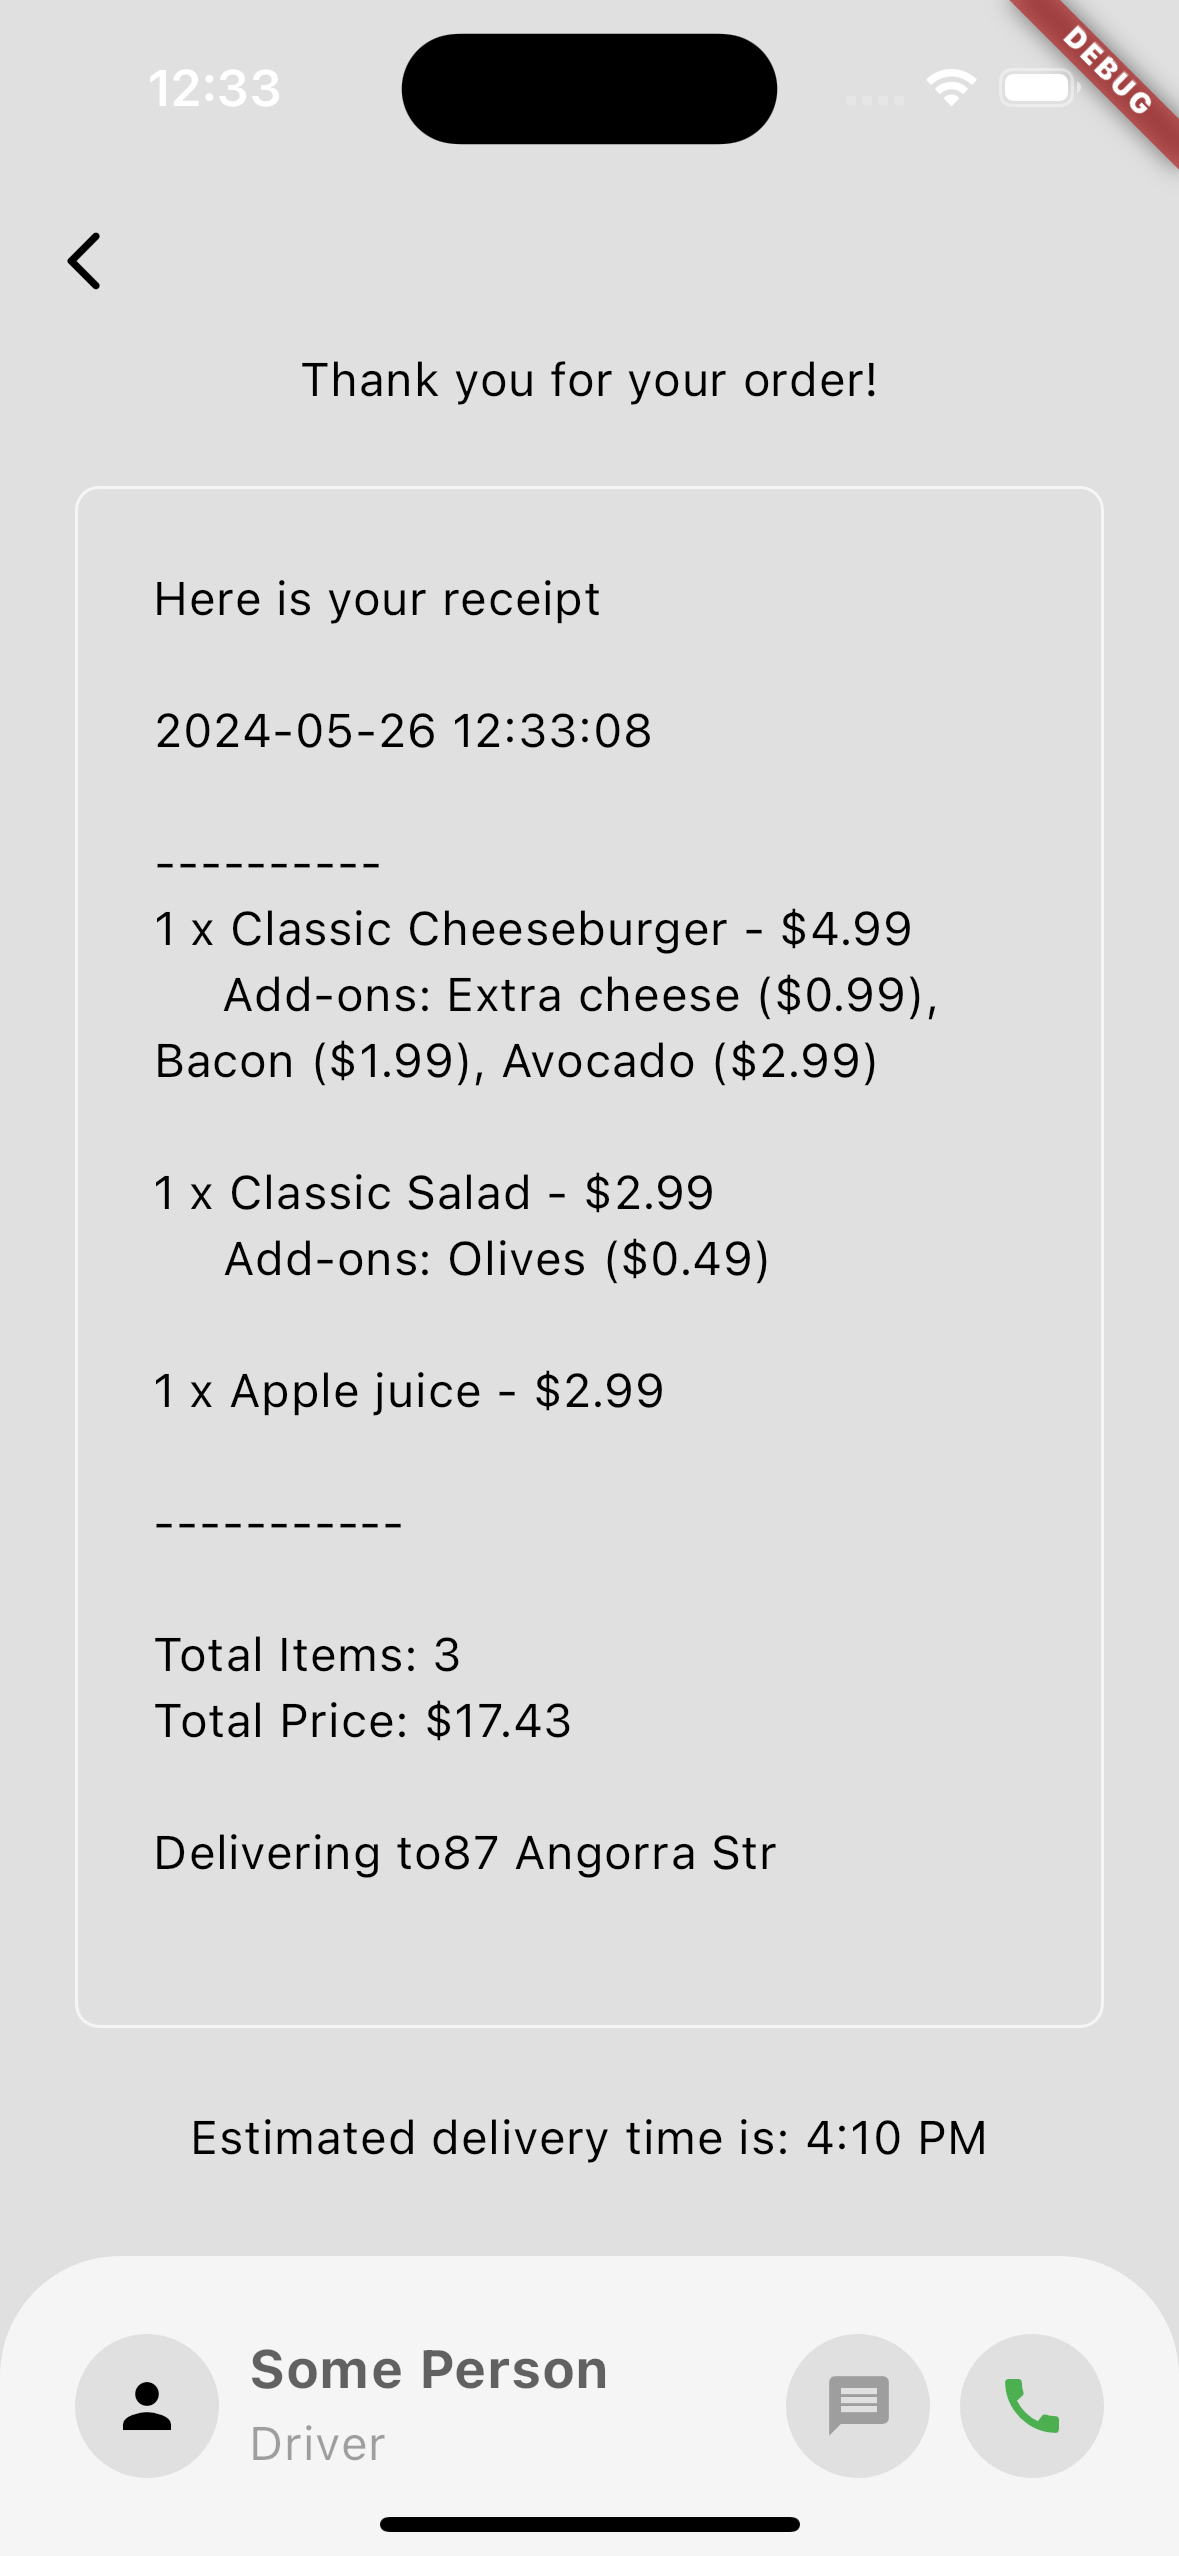 12:33
DEBUG
Thank you for your order!
Here is your receipt
2024-05-26 12:33:08
----------
1 x Classic Cheeseburger - $4.99
Add-ons: Extra cheese ($0.99),
Bacon ($1.99), Avocado ($2.99)
1 x Classic Salad - $2.99
Add-ons: Olives ($0.49)
1 x Apple juice - $2.99
-----------
Total Items: 3
Total Price: $17.43
Delivering to87 Angorra Str
Estimated delivery time is: 4:10 PM
Some Person
Driver